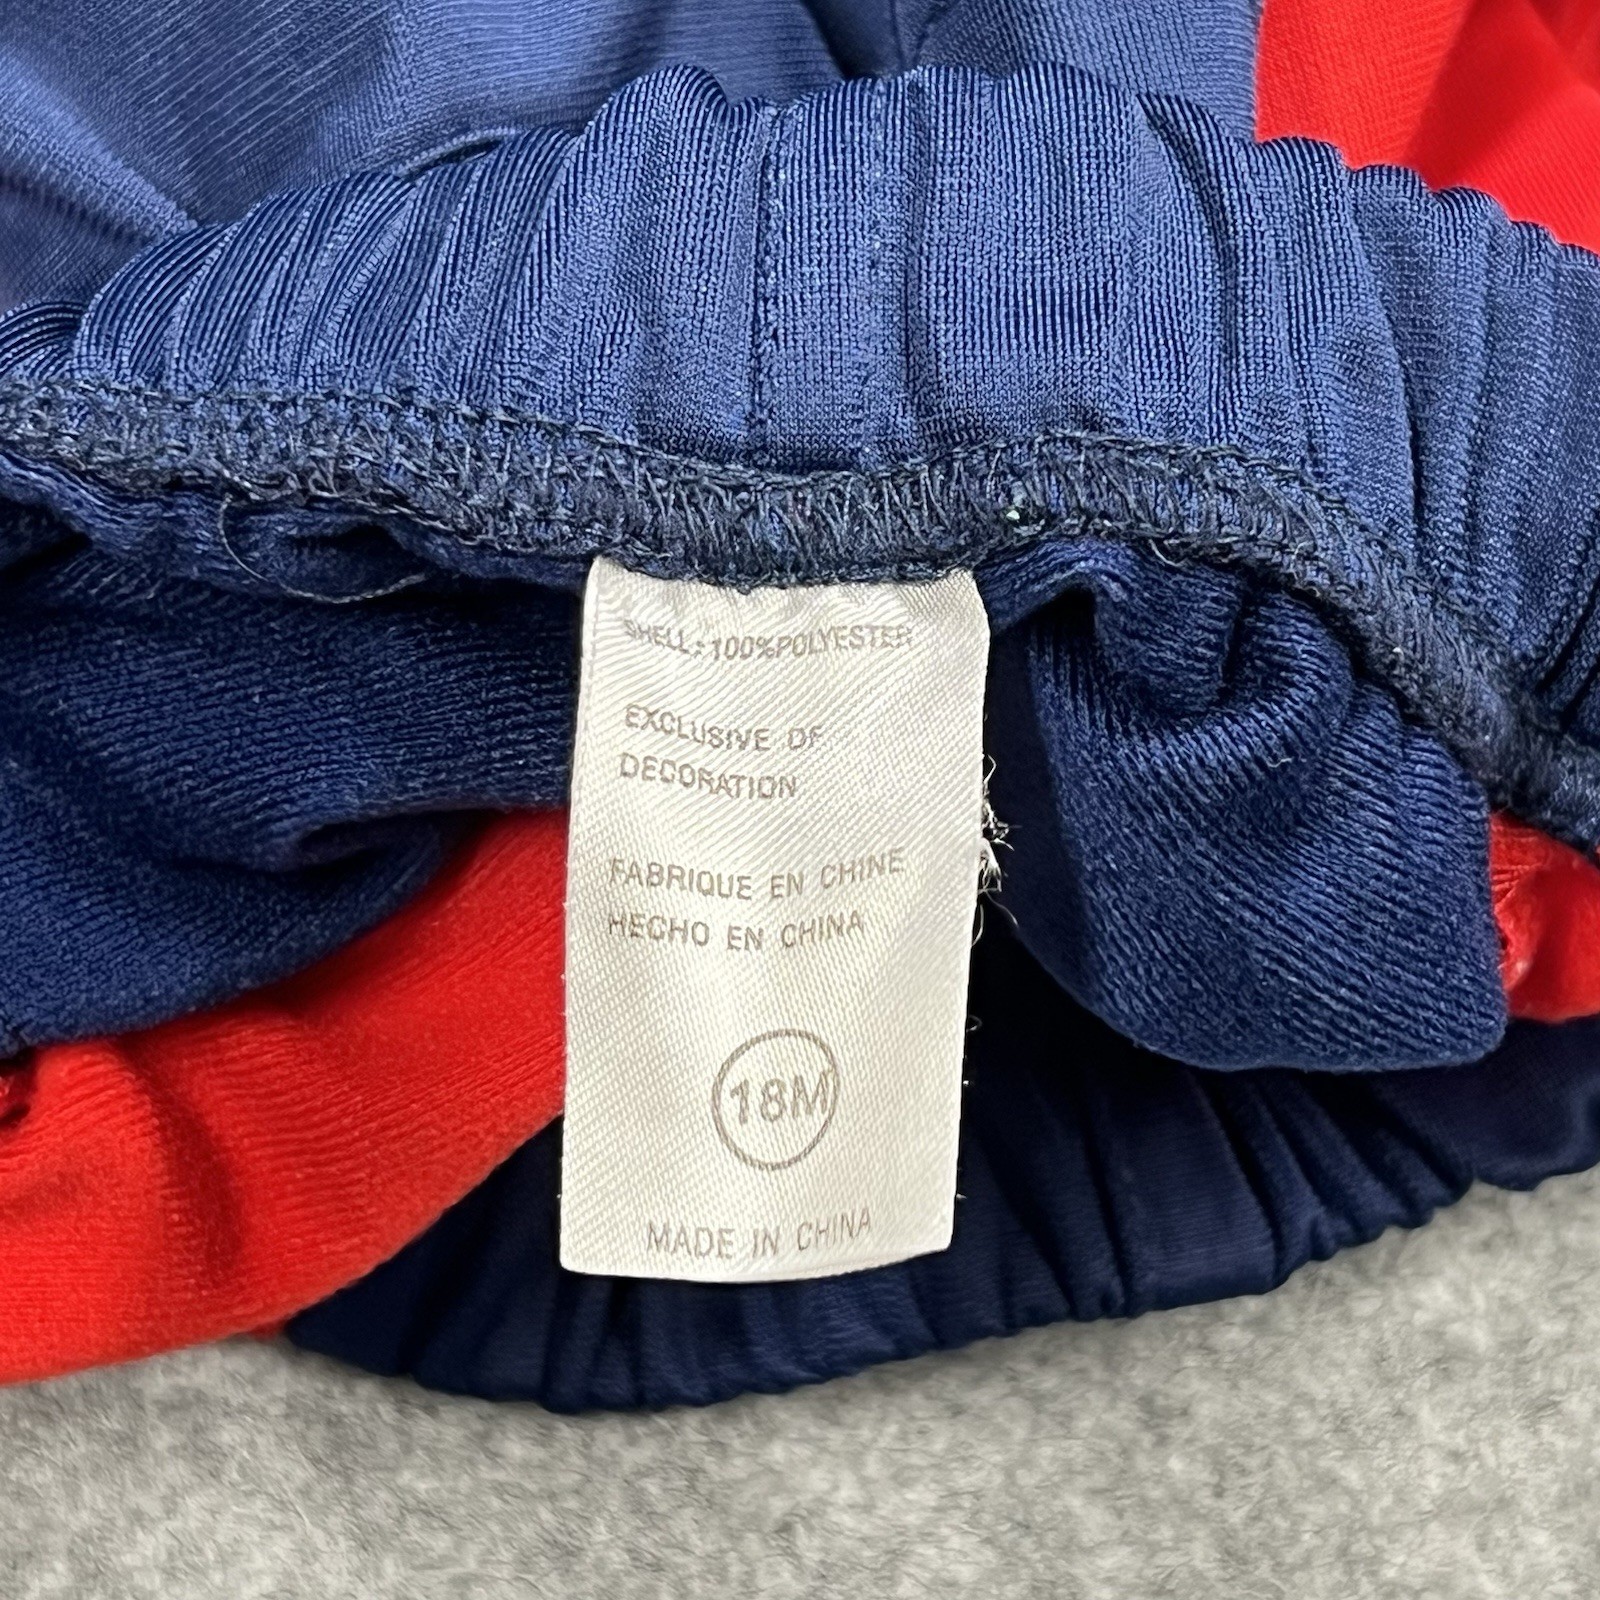 SHELL:100%POLYESTER
EXCLUSIVE OF
DECORATION
FABRIQUE EN CHINE
HECHO EN CHINA
18M
MADE IN CHINA